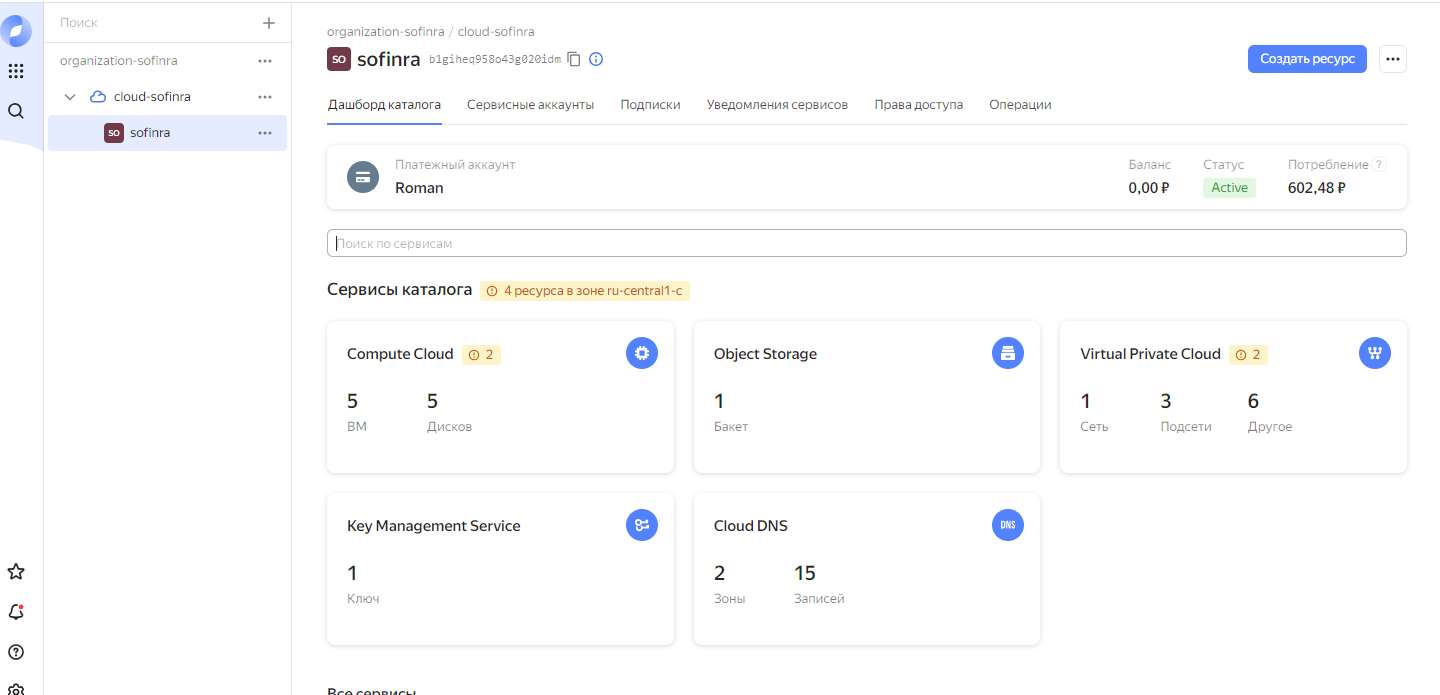 Поиск
organization-sofinra
cloud-sofinra
SO sofinra
organization-sofinra / cloud-sofinra
SO sofinra b1giheq958o43g020idm
Создать ресурс
Дашборд каталога Сервисные аккаунты Подписки Уведомления сервисов Права доступа Операции
Платежный аккаунт Баланс Статус Потребление ?
Roman 0,00 ₽ Active 602,48 ₽
Поиск по сервисам
Сервисы каталога 4 ресурса в зоне ru-central1-c
Compute Cloud 2
5 5
ВМ Дисков
Object Storage
1
Бакет
Virtual Private Cloud 2
1 3 6
Сеть Подсети Другое
Key Management Service
1
Ключ
Cloud DNS DNS
2 15
Зоны Записей
Все сервисы